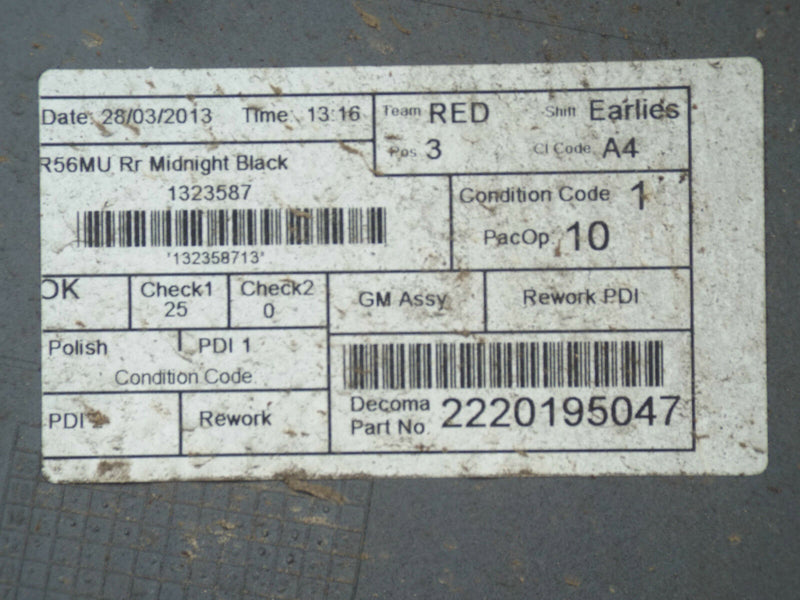 Date: 28/03/2013 Time 13:16
Team RED Shift Earlies
Pos 3 Cl Code A4
R56MU Rr Midnight Black
1323587
'132358713'
Condition Code 1
PacOp: 10
OK Check1 25 Check2 0 GM Assy Rework PDI
Polish PDI 1
Condition Code
PDI 2 Rework
Decoma Part No. 2220195047